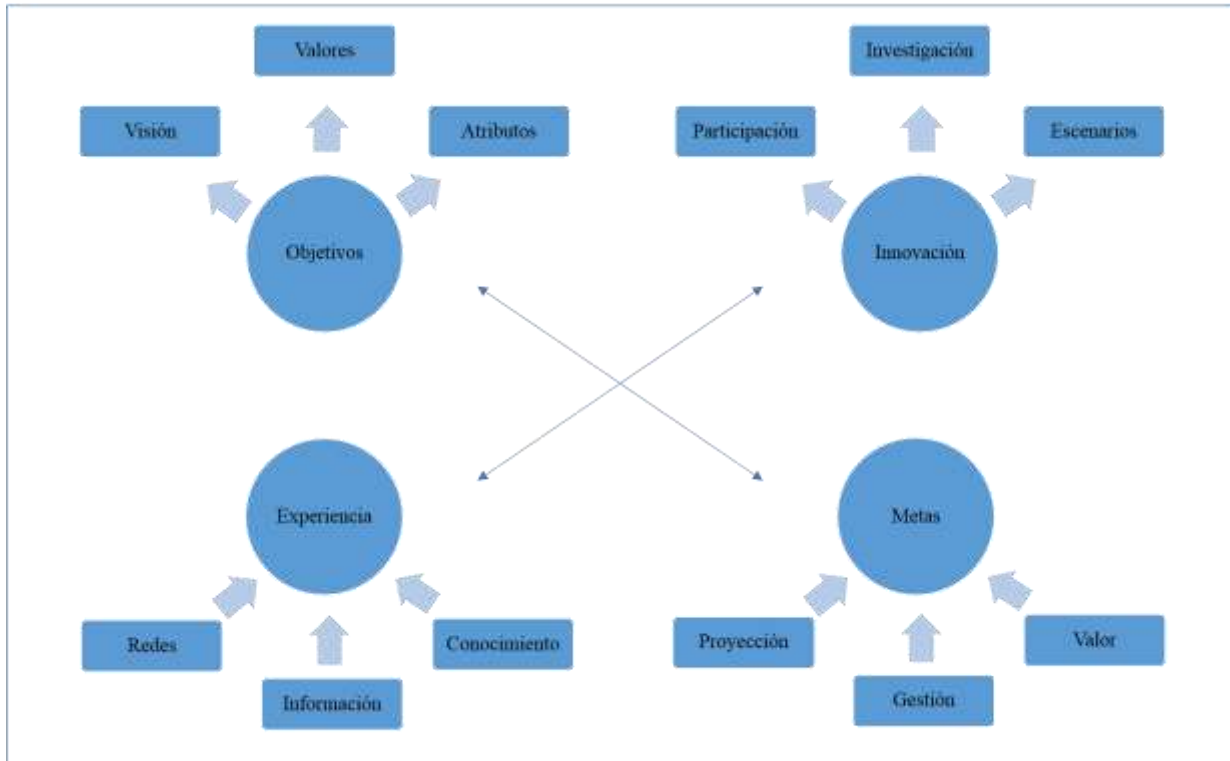 Valores
Visión
Atributos
Objetivos
Investigación
Participación
Escenarios
Innovación
Experiencia
Redes
Información
Conocimiento
Metas
Proyección
Gestión
Valor